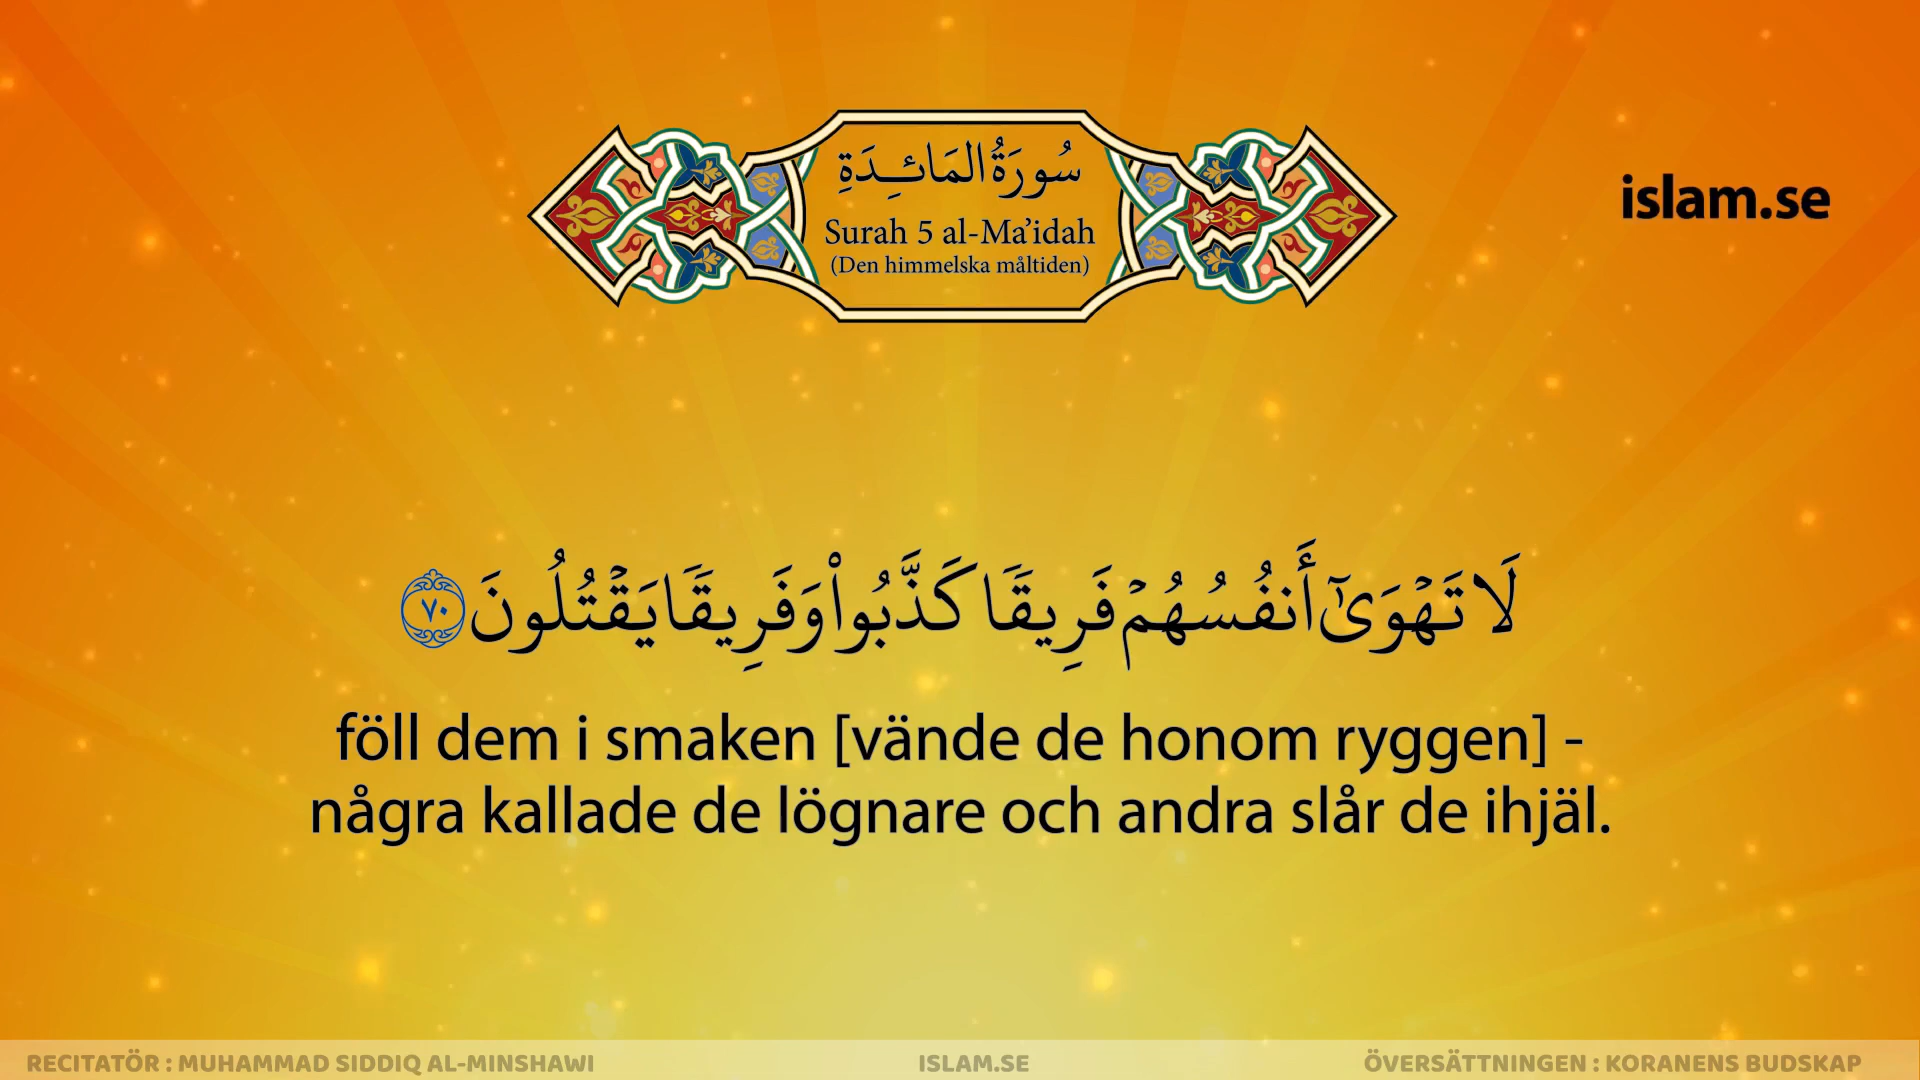 سُورَةُ المَائِدَةِ
Surah 5 al-Ma’idah
(Den himmelska måltiden)
islam.se
لَا تَهْوَىٰٓ أَنفُسُهُمْ فَرِيقًا كَذَّبُوا۟ وَفَرِيقًا يَقْتُلُونَ ٧٠
föll dem i smaken [vände de honom ryggen] -
några kallade de lögnare och andra slår de ihjäl.
RECITATÖR : MUHAMMAD SIDDIQ AL-MINSHAWI
ISLAM.SE
ÖVERSÄTTNINGEN : KORANENS BUDSKAP